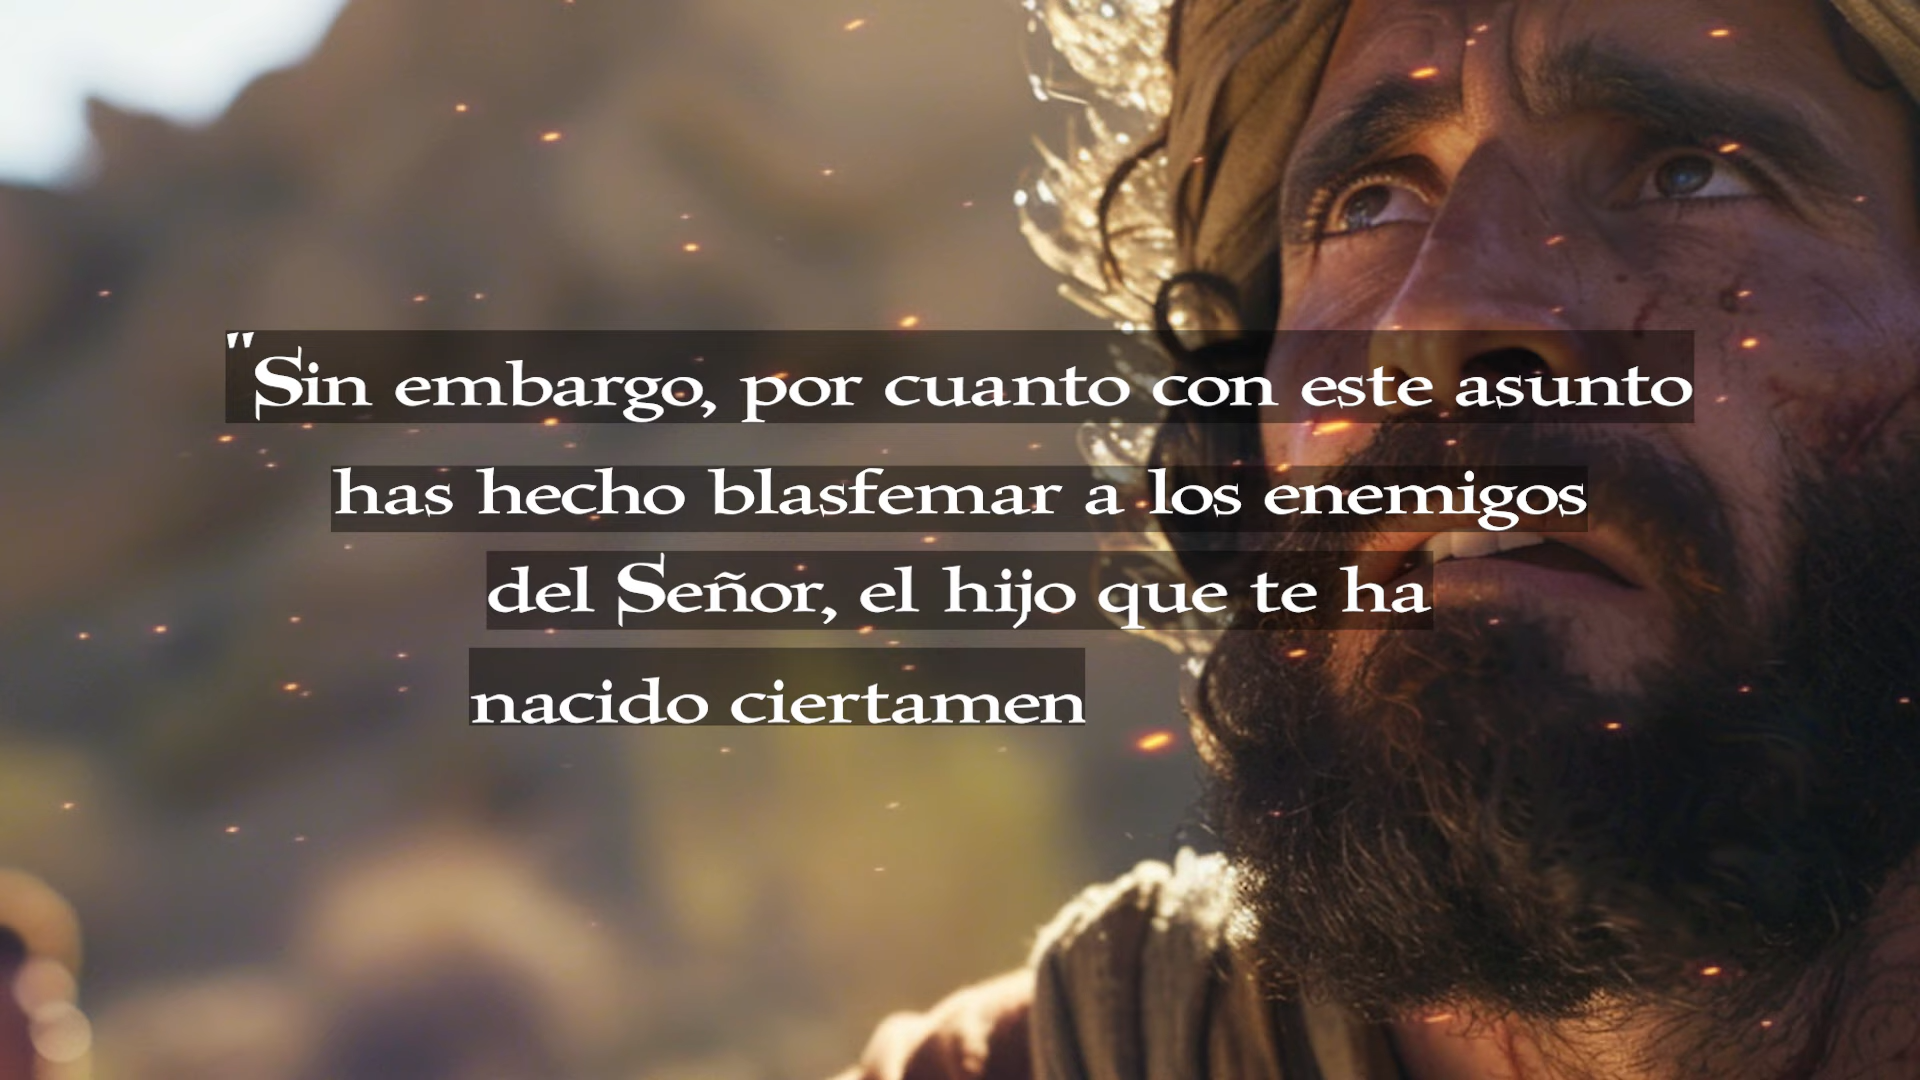 "Sin embargo, por cuanto con este asunto
has hecho blasfemar a los enemigos
del Señor, el hijo que te ha
nacido ciertamen